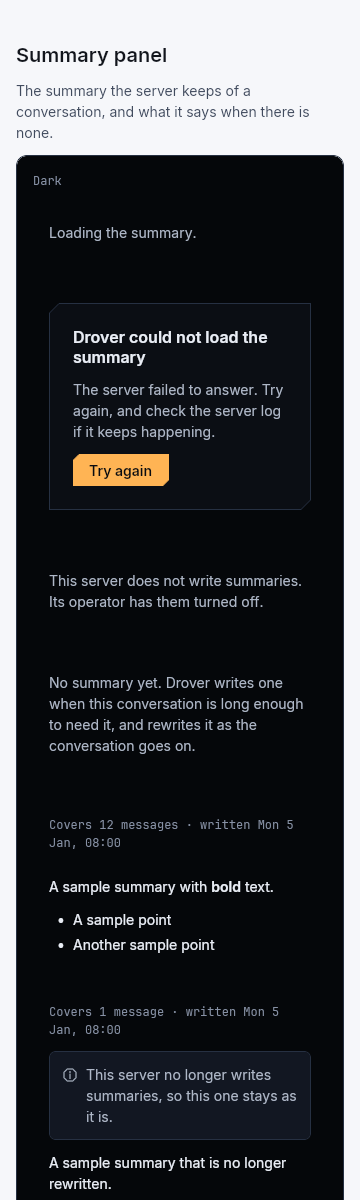 Summary panel
The summary the server keeps of a
conversation, and what it says when there is
none.
Dark
Loading the summary.
Drover could not load the
summary
The server failed to answer. Try
again, and check the server log
if it keeps happening.
Try again
This server does not write summaries.
Its operator has them turned off.
No summary yet. Drover writes one
when this conversation is long enough
to need it, and rewrites it as the
conversation goes on.
Covers 12 messages · written Mon 5
Jan, 08:00
A sample summary with bold text.
• A sample point
• Another sample point
Covers 1 message · written Mon 5
Jan, 08:00
This server no longer writes
summaries, so this one stays as
it is.
A sample summary that is no longer
rewritten.